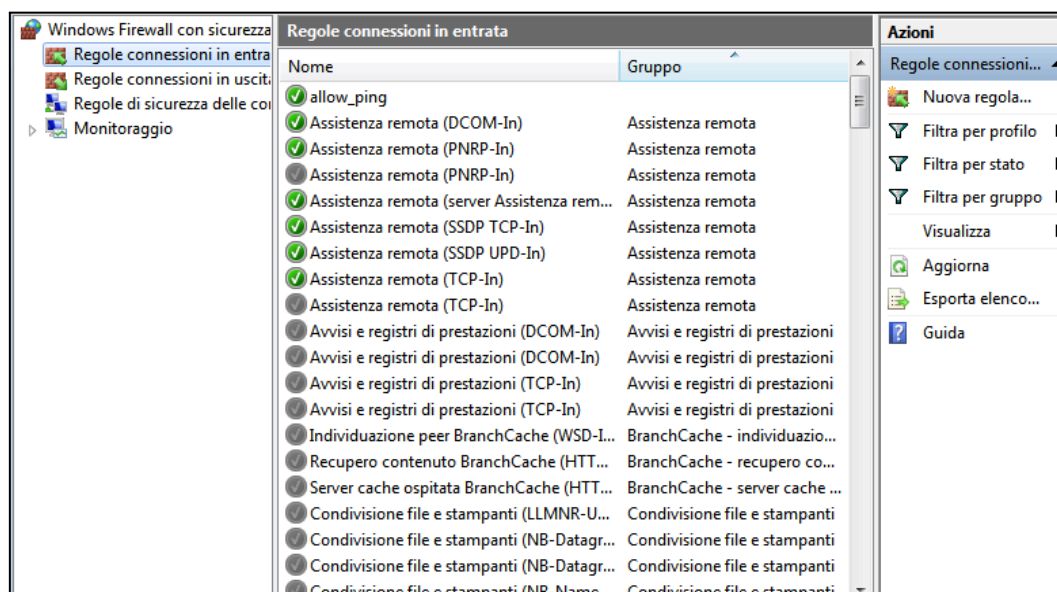 Windows Firewall con sicurezza
Regole connessioni in entra
Regole connessioni in uscit
Regole di sicurezza delle co
Monitoraggio
Regole connessioni in entrata
Nome Gruppo
allow_ping
Assistenza remota (DCOM-In) Assistenza remota
Assistenza remota (PNRP-In) Assistenza remota
Assistenza remota (PNRP-In) Assistenza remota
Assistenza remota (server Assistenza rem... Assistenza remota
Assistenza remota (SSDP TCP-In) Assistenza remota
Assistenza remota (SSDP UPD-In) Assistenza remota
Assistenza remota (TCP-In) Assistenza remota
Assistenza remota (TCP-In) Assistenza remota
Avvisi e registri di prestazioni (DCOM-In) Avvisi e registri di prestazioni
Avvisi e registri di prestazioni (DCOM-In) Avvisi e registri di prestazioni
Avvisi e registri di prestazioni (TCP-In) Avvisi e registri di prestazioni
Avvisi e registri di prestazioni (TCP-In) Avvisi e registri di prestazioni
Individuazione peer BranchCache (WSD-I... BranchCache - individuazio...
Recupero contenuto BranchCache (HTT... BranchCache - recupero co...
Server cache ospitata BranchCache (HTT... BranchCache - server cache ...
Condivisione file e stampanti (LLMNR-U... Condivisione file e stampanti
Condivisione file e stampanti (NB-Datagr... Condivisione file e stampanti
Condivisione file e stampanti (NB-Datagr... Condivisione file e stampanti
Condivisione file e stampanti (NB-Name... Condivisione file e stampanti
Azioni
Regole connessioni...
Nuova regola...
Filtra per profilo
Filtra per stato
Filtra per gruppo
Visualizza
Aggiorna
Esporta elenco...
Guida